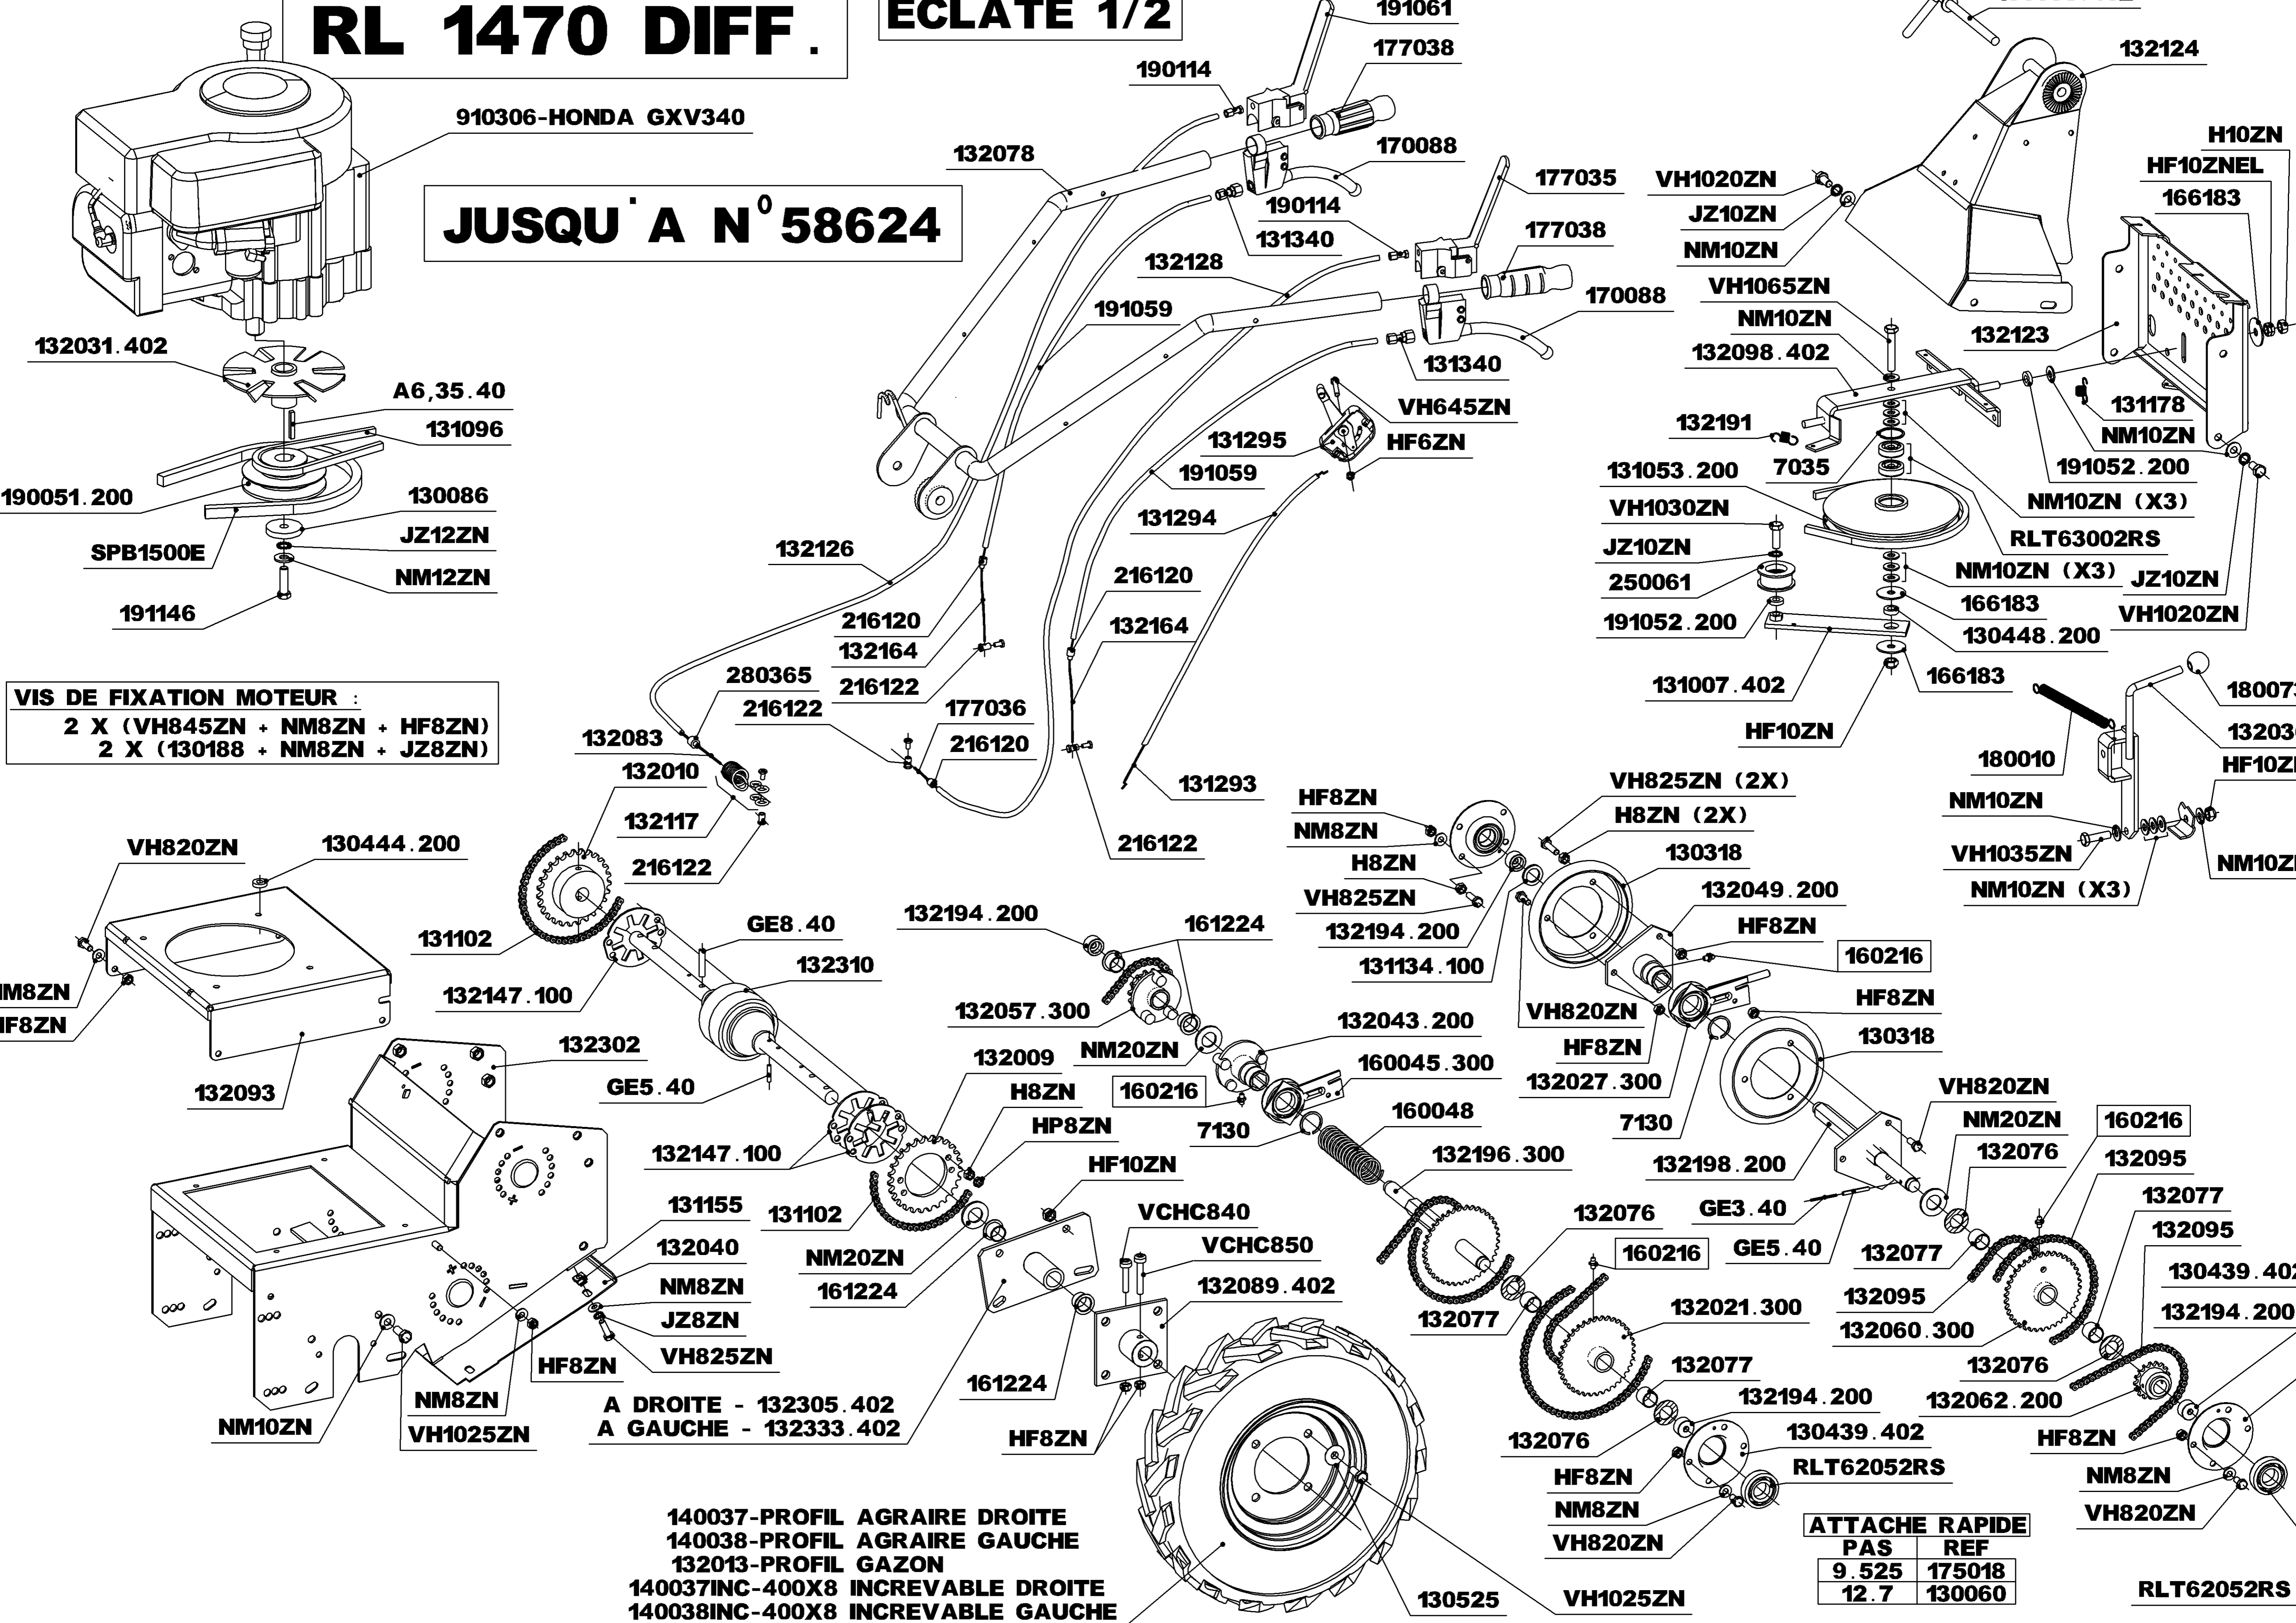 RL 1470 DIFF.
ECLATE 1/2
JUSQU'A N°58624
910306-HONDA GXV340
132031.402
A6,35.40
131096
190051.200
130086
JZ12ZN
SPB1500E
NM12ZN
191146
VIS DE FIXATION MOTEUR :
2 X (VH845ZN + NM8ZN + HF8ZN)
2 X (130188 + NM8ZN + JZ8ZN)
191061
177038
190114
132078
170088
177035
190114
131340
177038
132128
191059
170088
131340
VH645ZN
131295
HF6ZN
191059
131294
132126
216120
216120
132164
132164
216122
280365
216122
177036
132083
216120
132010
131293
132117
216122
216122
132124
H10ZN
HF10ZNEL
166183
VH1020ZN
JZ10ZN
NM10ZN
VH1065ZN
NM10ZN
132098.402
132123
131178
132191
NM10ZN
7035
191052.200
131053.200
NM10ZN (X3)
VH1030ZN
RLT63002RS
JZ10ZN
NM10ZN (X3)
JZ10ZN
250061
166183
VH1020ZN
191052.200
130448.200
166183
131007.402
HF10ZN
180010
NM10ZN
VH1035ZN
NM10ZN (X3)
VH820ZN
130444.200
132093
131102
132147.100
GE8.40
132310
GE5.40
132302
132147.100
132194.200
161224
132057.300
NM20ZN
132043.200
132009
160216
160045.300
H8ZN
HP8ZN
7130
160048
HF10ZN
132196.300
131155
131102
VCHC840
132040
NM20ZN
VCHC850
NM8ZN
161224
132089.402
JZ8ZN
VH825ZN
HF8ZN
NM8ZN
161224
NM10ZN
VH1025ZN
A DROITE - 132305.402
A GAUCHE - 132333.402
HF8ZN
HF8ZN
VH825ZN (2X)
NM8ZN
H8ZN (2X)
H8ZN
130318
VH825ZN
132049.200
132194.200
HF8ZN
131134.100
160216
VH820ZN
HF8ZN
HF8ZN
130318
132027.300
VH820ZN
7130
NM20ZN
160216
132198.200
132076
132095
132076
GE3.40
132077
160216
GE5.40
132077
132095
132077
132021.300
132095
132194.200
132060.300
132077
132076
132194.200
132062.200
132076
130439.402
HF8ZN
HF8ZN
RLT62052RS
NM8ZN
NM8ZN
VH820ZN
VH820ZN
140037-PROFIL AGRAIRE DROITE
140038-PROFIL AGRAIRE GAUCHE
132013-PROFIL GAZON
140037INC-400X8 INCREVABLE DROITE
140038INC-400X8 INCREVABLE GAUCHE
130525
VH1025ZN
ATTACHE RAPIDE
PAS REF
9.525 175018
12.7 130060
RLT62052RS